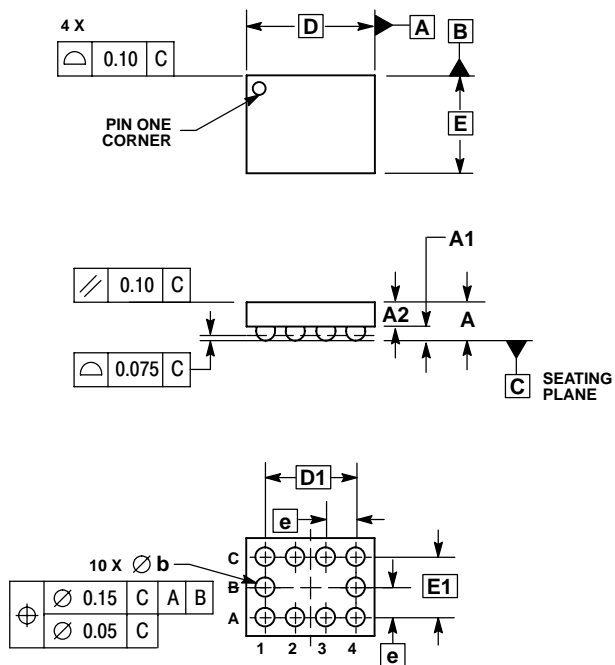 4 X
D
A
B
⌓ 0.10 C
PIN ONE
CORNER
E
A1
// 0.10 C
A2
A
⌓ 0.075 C
C
SEATING
PLANE
D1
e
10 X ∅ b
C
B
A
E1
⌖ ∅ 0.15 C A B
∅ 0.05 C
1 2 3 4
e